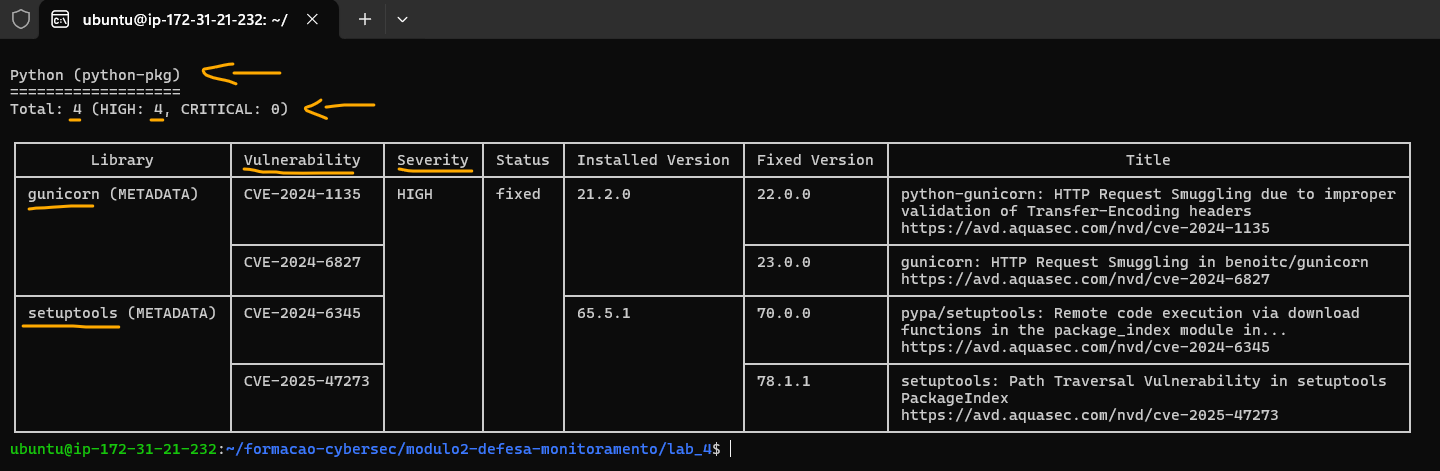 ubuntu@ip-172-31-21-232: ~/
Python (python-pkg)
===================
Total: 4 (HIGH: 4, CRITICAL: 0)
Library Vulnerability Severity Status Installed Version Fixed Version Title
gunicorn (METADATA) CVE-2024-1135 HIGH fixed 21.2.0 22.0.0 python-gunicorn: HTTP Request Smuggling due to improper
validation of Transfer-Encoding headers
https://avd.aquasec.com/nvd/cve-2024-1135
CVE-2024-6827 23.0.0 gunicorn: HTTP Request Smuggling in benoitc/gunicorn
https://avd.aquasec.com/nvd/cve-2024-6827
setuptools (METADATA) CVE-2024-6345 65.5.1 70.0.0 pypa/setuptools: Remote code execution via download
functions in the package_index module in...
https://avd.aquasec.com/nvd/cve-2024-6345
CVE-2025-47273 78.1.1 setuptools: Path Traversal Vulnerability in setuptools
PackageIndex
https://avd.aquasec.com/nvd/cve-2025-47273
ubuntu@ip-172-31-21-232:~/formacao-cybersec/modulo2-defesa-monitoramento/lab_4$